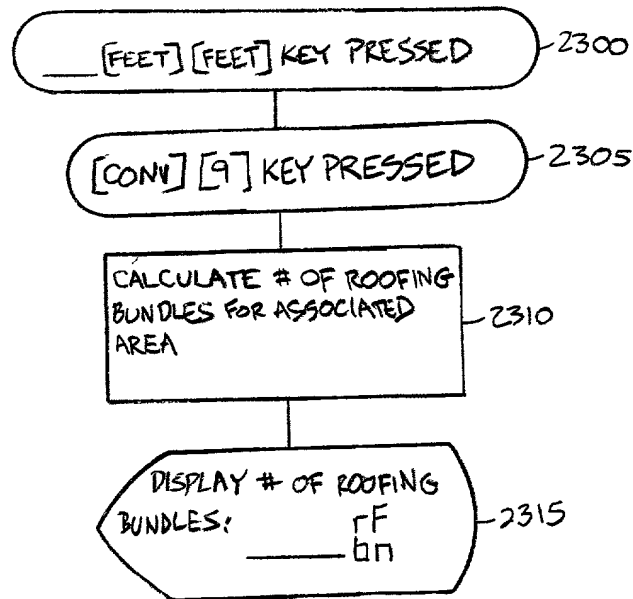 ___ [FEET] [FEET] KEY PRESSED 2300
[CONV] [9] KEY PRESSED 2305
CALCULATE # OF ROOFING
BUNDLES FOR ASSOCIATED
AREA
2310
DISPLAY # OF ROOFING
BUNDLES: rF
_____ bn
2315